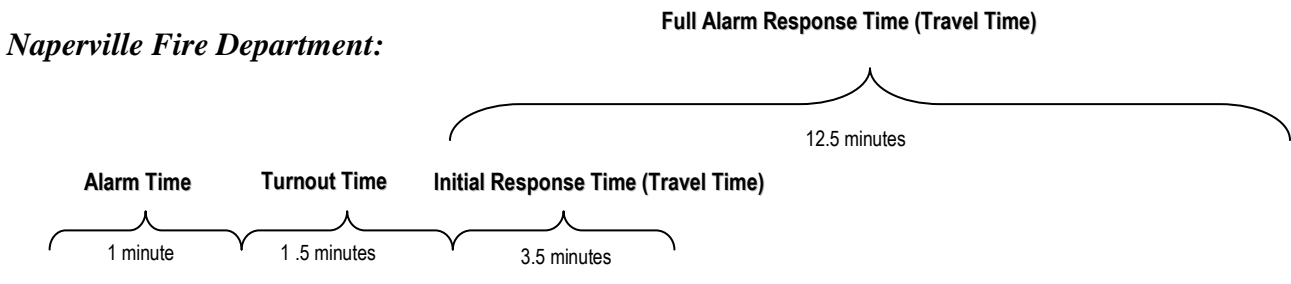 Full Alarm Response Time (Travel Time)
Naperville Fire Department:
12.5 minutes
Alarm Time Turnout Time Initial Response Time (Travel Time)
1 minute 1 .5 minutes 3.5 minutes